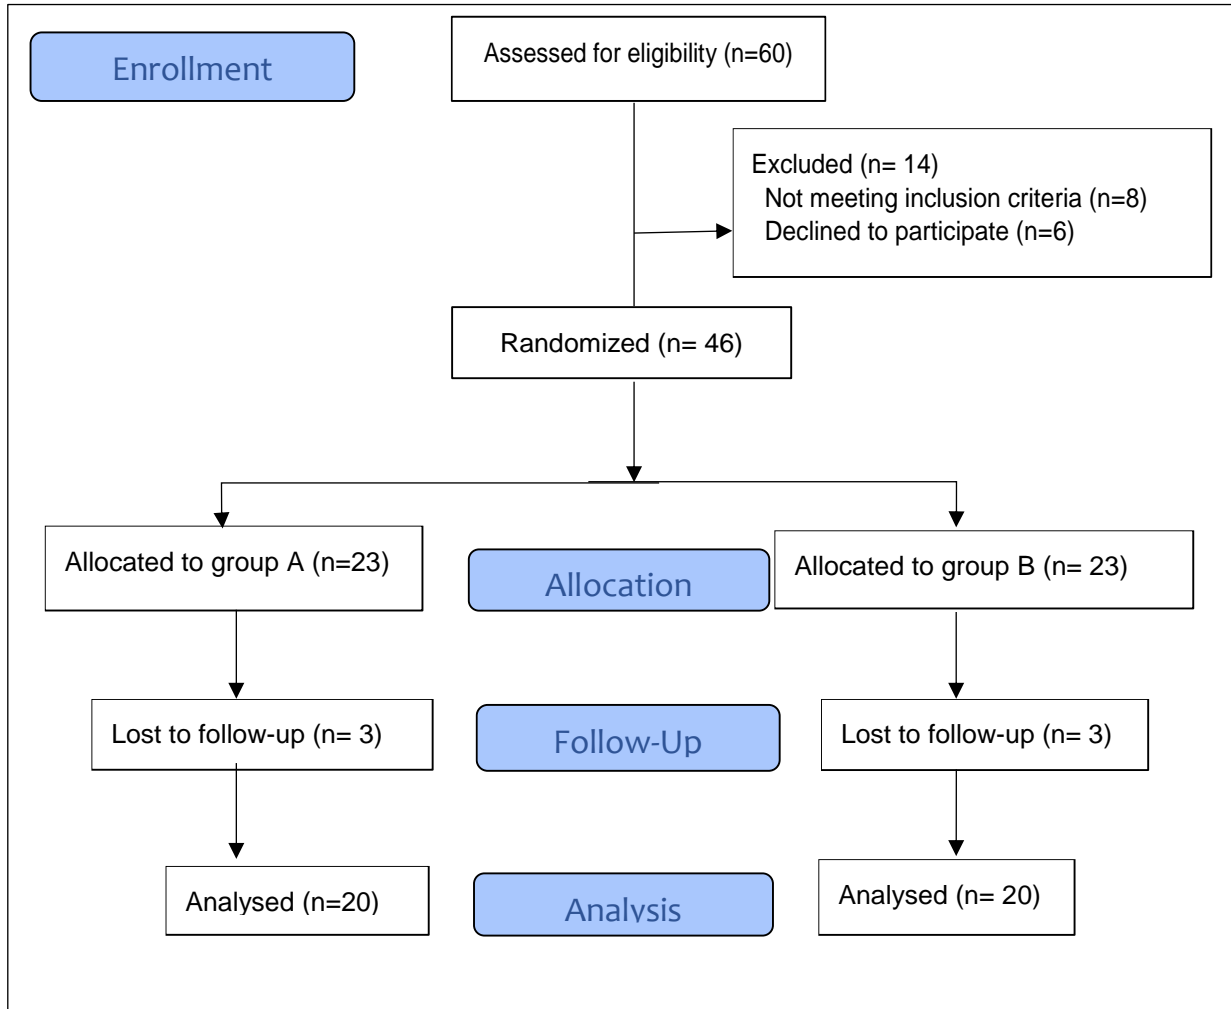 Enrollment
Assessed for eligibility (n=60)
Excluded (n= 14)
Not meeting inclusion criteria (n=8)
Declined to participate (n=6)
Randomized (n= 46)
Allocated to group A (n=23)
Allocation
Allocated to group B (n= 23)
Lost to follow-up (n= 3)
Follow-Up
Lost to follow-up (n= 3)
Analysed (n=20)
Analysis
Analysed (n= 20)